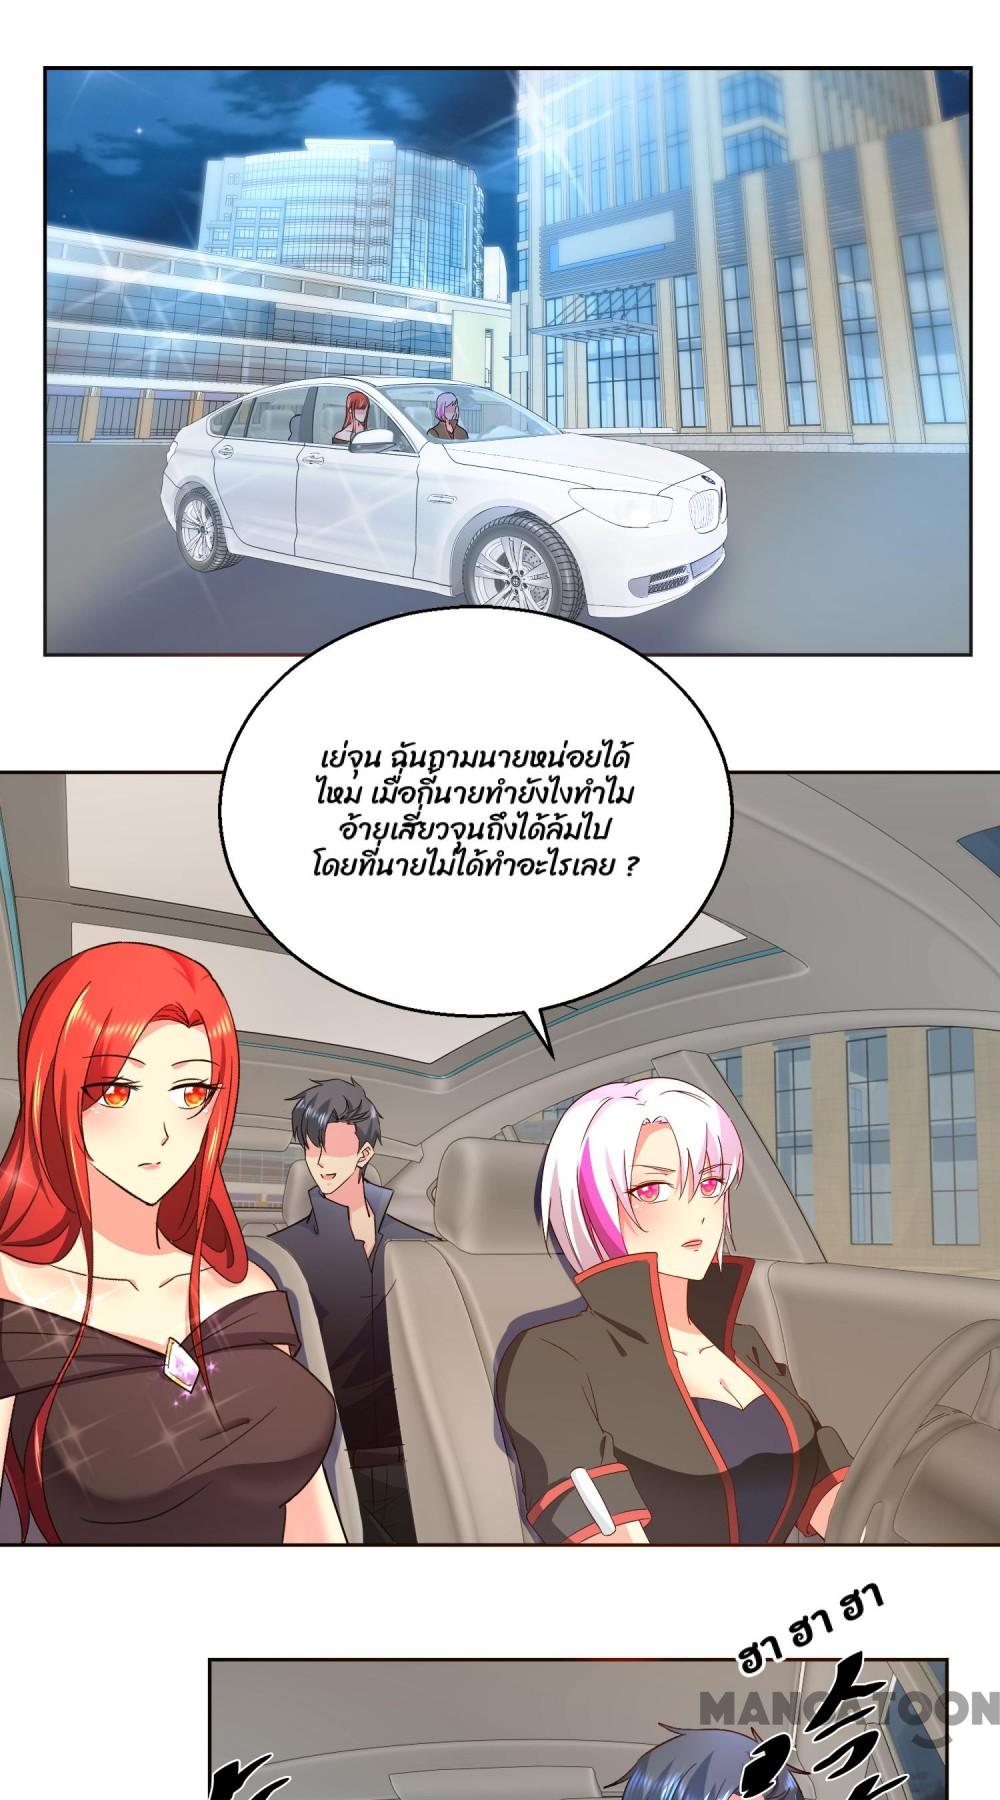 เย่จุน ฉันถามนายหน่อยได้
ไหม เมื่อกี้นายทำยังไงทำไม
อ้ายเสี่ยวจุนถึงได้ล้มไป
โดยที่นายไม่ได้ทำอะไรเลย ?
ฮา ฮา ฮา
MANGATOON